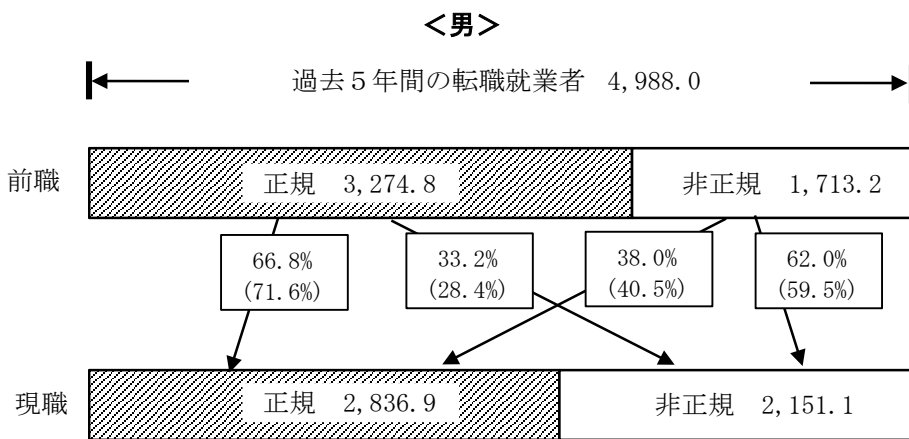 ＜男＞
過去５年間の転職就業者　4,988.0
前職
正規　3,274.8
非正規　1,713.2
66.8%
(71.6%)
33.2%
(28.4%)
38.0%
(40.5%)
62.0%
(59.5%)
現職
正規　2,836.9
非正規　2,151.1